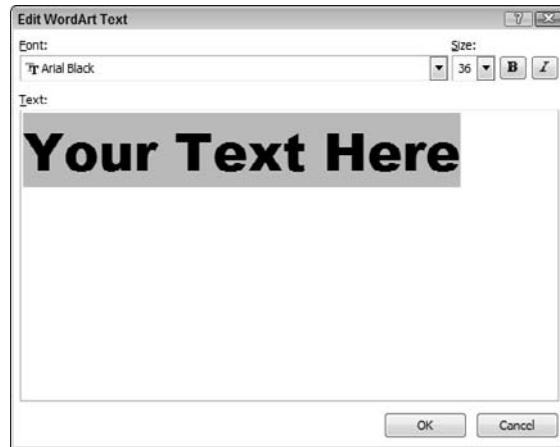 Edit WordArt Text
Font:
Size:
Arial Black
36
B
I
Text:
Your Text Here
OK
Cancel